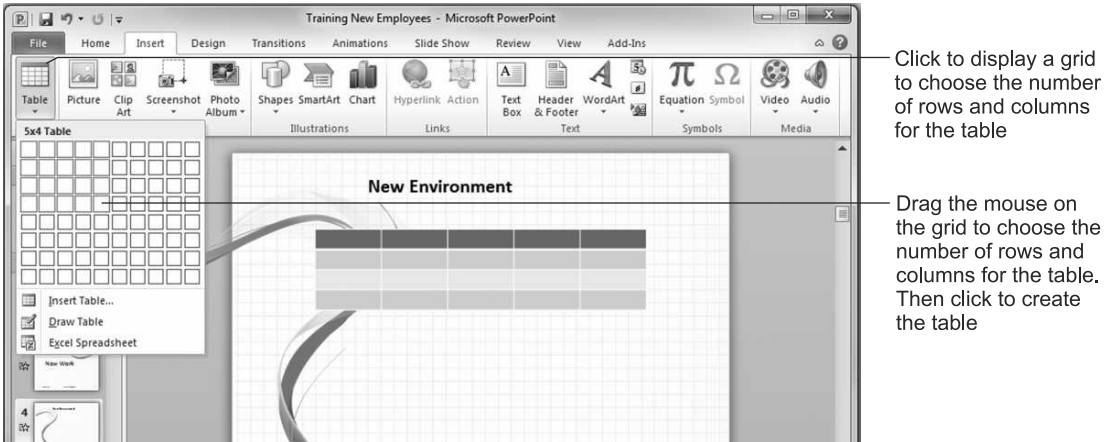 Training New Employees - Microsoft PowerPoint
File Home Insert Design Transitions Animations Slide Show Review View Add-Ins
Table Picture Clip Art Screenshot Photo Album Shapes SmartArt Chart Hyperlink Action Text Box Header & Footer WordArt Equation Symbol Video Audio
Illustrations Links Text Symbols Media
5x4 Table
Insert Table...
Draw Table
Excel Spreadsheet
New Work
4
New Environment
Click to display a grid
to choose the number
of rows and columns
for the table
Drag the mouse on
the grid to choose the
number of rows and
columns for the table.
Then click to create
the table